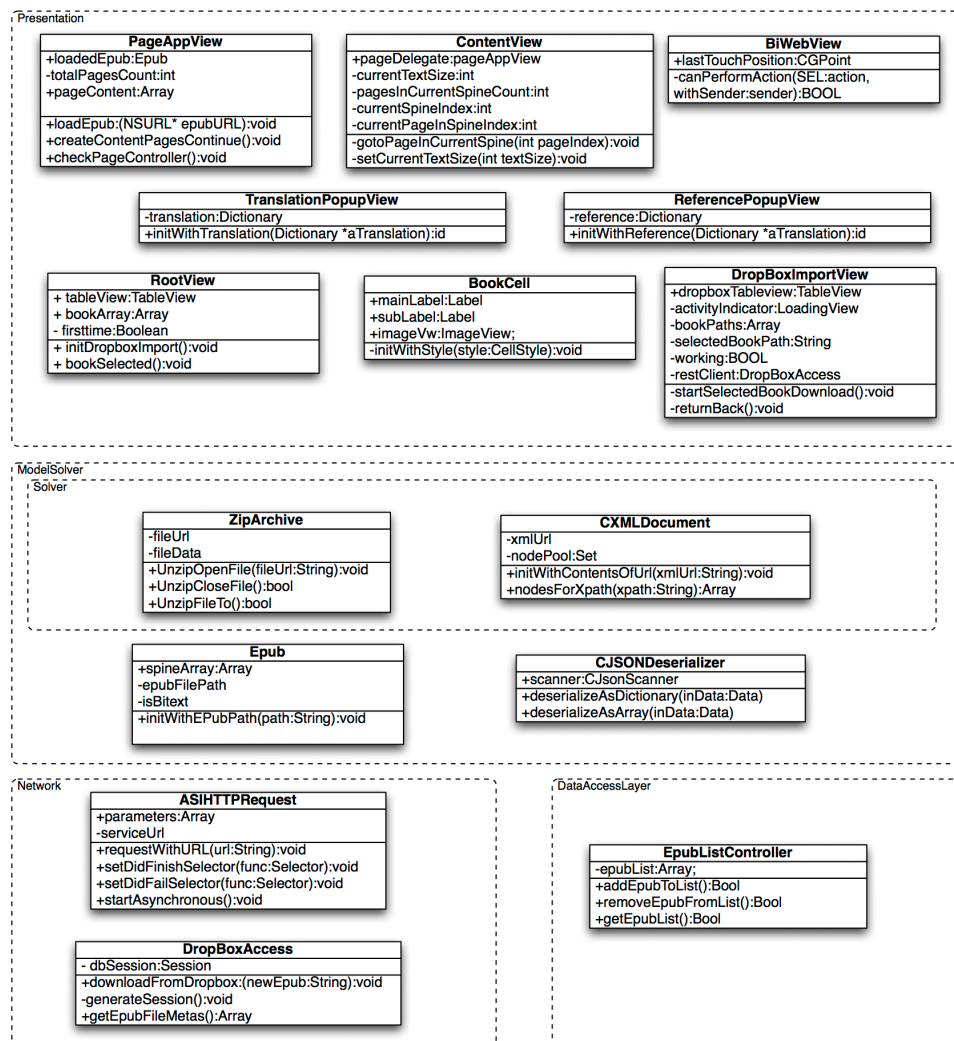 Presentation
PageAppView
+loadedEpub:Epub
-totalPagesCount:int
+pageContent:Array
+loadEpub:(NSURL* epubURL):void
+createContentPagesContinue():void
+checkPageController():void
ContentView
+pageDelegate:pageAppView
-currentTextSize:int
-pagesInCurrentSpineCount:int
-currentSpineIndex:int
-currentPageInSpineIndex:int
-gotoPageInCurrentSpine(int pageIndex):void
-setCurrentTextSize(int textSize):void
BiWebView
+lastTouchPosition:CGPoint
-canPerformAction(SEL:action,
withSender:sender):BOOL
TranslationPopupView
-translation:Dictionary
+initWithTranslation(Dictionary *aTranslation):id
ReferencePopupView
-reference:Dictionary
+initWithReference(Dictionary *aTranslation):id
RootView
+ tableView:TableView
+ bookArray:Array
- firsttime:Boolean
+ initDropboxImport():void
+ bookSelected():void
BookCell
+mainLabel:Label
+subLabel:Label
+imageVw:ImageView;
-initWithStyle(style:CellStyle):void
DropBoxImportView
+dropboxTableview:TableView
-activityIndicator:LoadingView
-bookPaths:Array
-selectedBookPath:String
-working:BOOL
-restClient:DropBoxAccess
-startSelectedBookDownload():void
-returnBack():void
ModelSolver
Solver
ZipArchive
-fileUrl
-fileData
+UnzipOpenFile(fileUrl:String):void
+UnzipCloseFile():bool
+UnzipFileTo():bool
CXMLDocument
-xmlUrl
-nodePool:Set
+initWithContentsOfUrl(xmlUrl:String):void
+nodesForXpath(xpath:String):Array
Epub
+spineArray:Array
-epubFilePath
-isBitext
+initWithEPubPath(path:String):void
CJSONDeserializer
+scanner:CJsonScanner
+deserializeAsDictionary(inData:Data)
+deserializeAsArray(inData:Data)
Network
ASIHTTPRequest
+parameters:Array
-serviceUrl
+requestWithURL(url:String):void
+setDidFinishSelector(func:Selector):void
+setDidFailSelector(func:Selector):void
+startAsynchronous():void
DropBoxAccess
- dbSession:Session
+downloadFromDropbox:(newEpub:String):void
-generateSession():void
+getEpubFileMetas():Array
DataAccessLayer
EpubListController
-epubList:Array;
+addEpubToList():Bool
+removeEpubFromList():Bool
+getEpubList():Bool